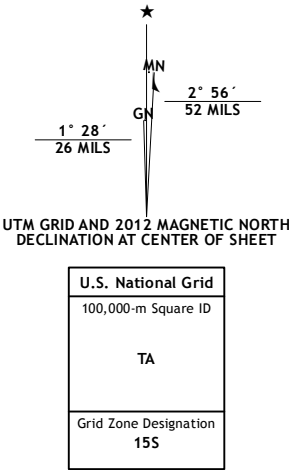 ★
MN
GN
2° 56´
52 MILS
1° 28´
26 MILS
UTM GRID AND 2012 MAGNETIC NORTH
DECLINATION AT CENTER OF SHEET
U.S. National Grid
100,000-m Square ID
TA
Grid Zone Designation
15S